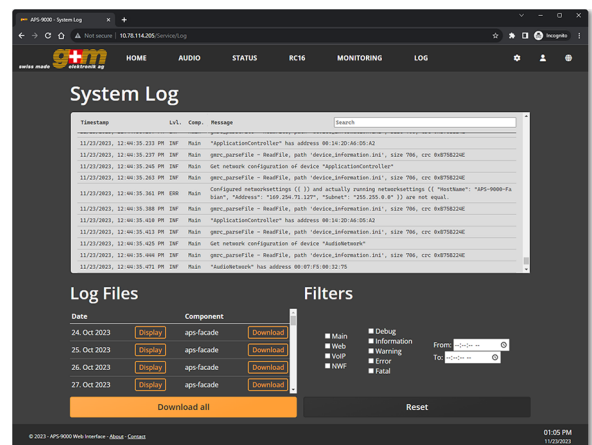 APS-9000 - System Log
Not secure | 10.78.114.205/Service/Log
Incognito
swiss made g+m elektronik ag
HOME AUDIO STATUS RC16 MONITORING LOG
System Log
Timestamp Lvl. Comp. Message Search
11/23/2023, 12:44:35.233 PM INF Main "ApplicationController" has address 00:14:2D:A6:D5:A2
11/23/2023, 12:44:35.237 PM INF Main gmrc_parseFile - ReadFile, path 'device_information.ini', size 706, crc 0xB75B224E
11/23/2023, 12:44:35.245 PM INF Main Get network configuration of device "ApplicationController"
11/23/2023, 12:44:35.263 PM INF Main gmrc_parseFile - ReadFile, path 'device_information.ini', size 706, crc 0xB75B224E
11/23/2023, 12:44:35.361 PM ERR Main Configured networksettings ({ }) and actually running networksettings ({ "HostName": "APS-9000-Fa
bian", "Address": "169.254.71.127", "Subnet": "255.255.0.0" }) are not equal.
11/23/2023, 12:44:35.388 PM INF Main gmrc_parseFile - ReadFile, path 'device_information.ini', size 706, crc 0xB75B224E
11/23/2023, 12:44:35.410 PM INF Main "ApplicationController" has address 00:14:2D:A6:D5:A2
11/23/2023, 12:44:35.413 PM INF Main gmrc_parseFile - ReadFile, path 'device_information.ini', size 706, crc 0xB75B224E
11/23/2023, 12:44:35.425 PM INF Main Get network configuration of device "AudioNetwork"
11/23/2023, 12:44:35.444 PM INF Main gmrc_parseFile - ReadFile, path 'device_information.ini', size 706, crc 0xB75B224E
11/23/2023, 12:44:35.471 PM INF Main "AudioNetwork" has address 00:07:F5:00:32:75
Log Files
Date Component
24. Oct 2023 Display aps-facade Download
25. Oct 2023 Display aps-facade Download
26. Oct 2023 Display aps-facade Download
27. Oct 2023 Display aps-facade Download
Download all
Filters
Main
Web
VoIP
NWF
Debug
Information
Warning
Error
Fatal
From: --:--:-- --
To: --:--:-- --
Reset
© 2023 - APS-9000 Web Interface - About - Contact
01:05 PM
11/23/2023